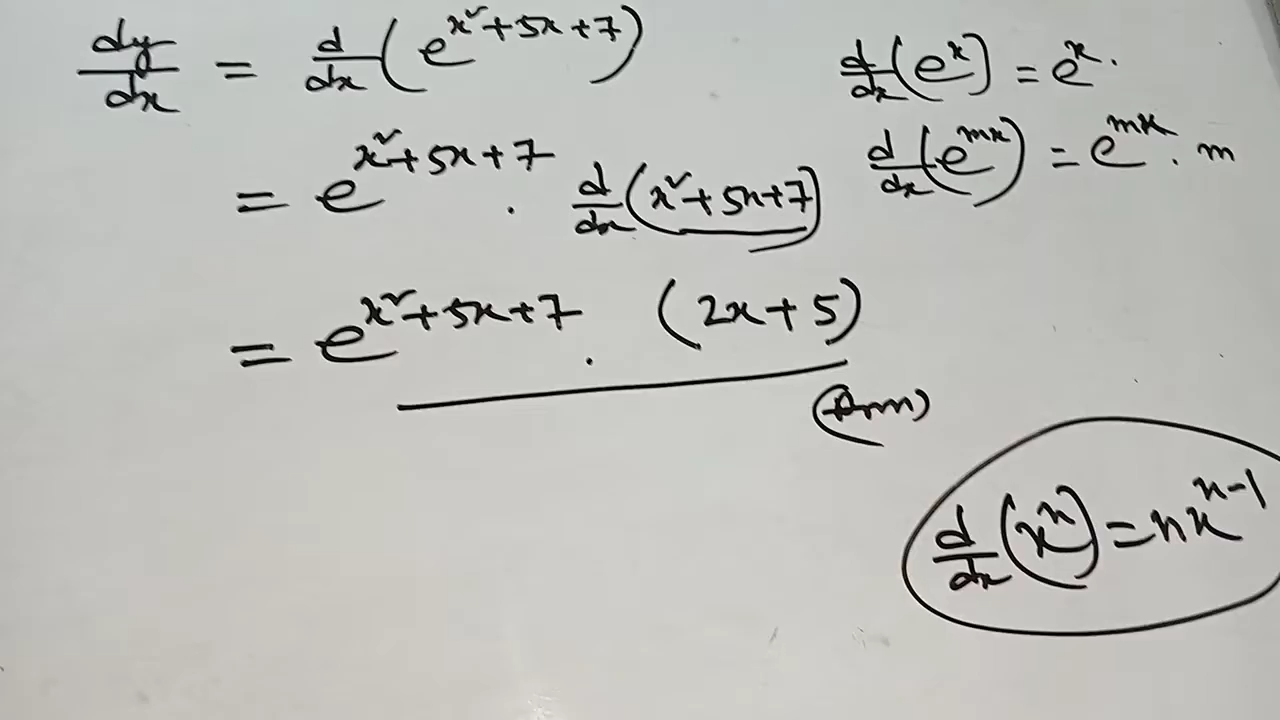 dy/dx = d/dx (e^{x²+5x+7})
d/dx (e^x) = e^x.
= e^{x²+5x+7} . d/dx (x²+5x+7)
d/dx (e^{mx}) = e^{mx} . m
= e^{x²+5x+7} . (2x+5)
d/dx (x^n) = nx^{n-1}